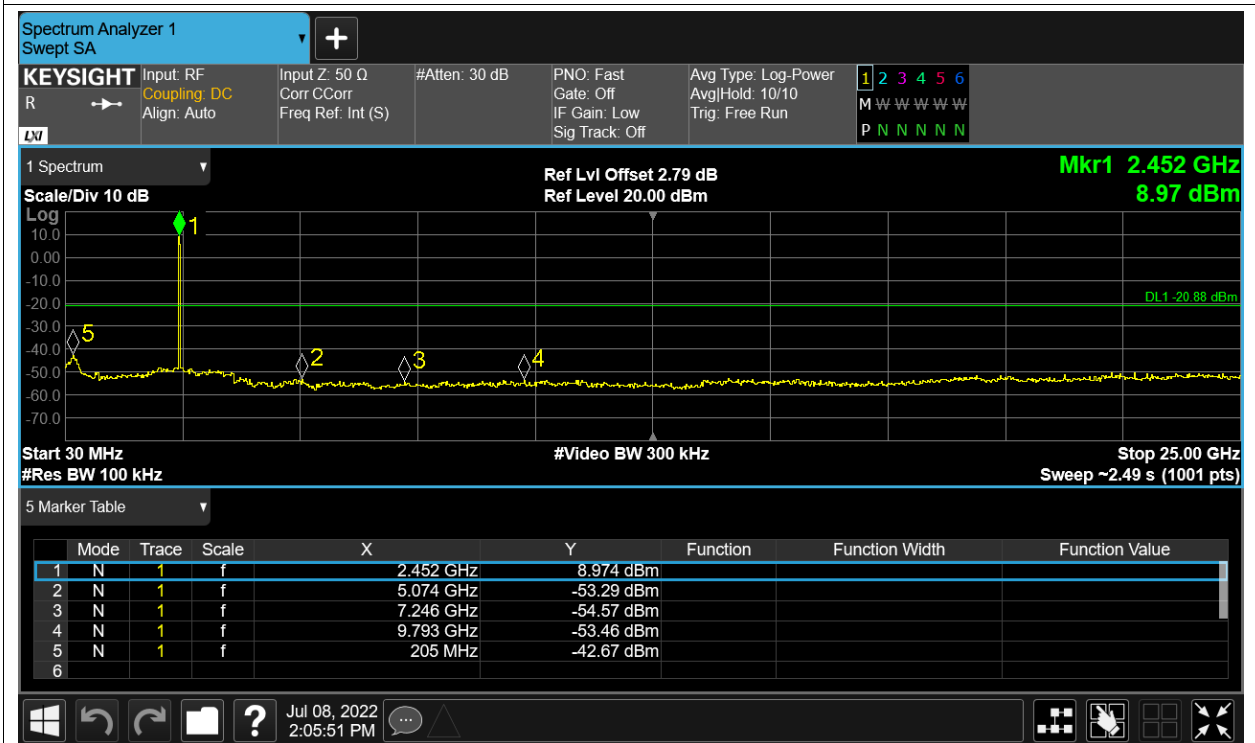 Spectrum Analyzer 1
Swept SA
+
KEYSIGHT Input: RF Input Z: 50 Ω #Atten: 30 dB PNO: Fast Avg Type: Log-Power 1 2 3 4 5 6
R Coupling: DC Corr CCorr Gate: Off Avg|Hold: 10/10 M W W W W W
Align: Auto Freq Ref: Int (S) IF Gain: Low Trig: Free Run
LXI Sig Track: Off P N N N N N
1 Spectrum Ref Lvl Offset 2.79 dB Mkr1 2.452 GHz
Scale/Div 10 dB Ref Level 20.00 dBm 8.97 dBm
Log
1
10.0
0.00
-10.0
-20.0 DL1 -20.88 dBm
-30.0
5
-40.0
2 3 4
-50.0
-60.0
-70.0
Start 30 MHz #Video BW 300 kHz Stop 25.00 GHz
#Res BW 100 kHz Sweep ~2.49 s (1001 pts)
5 Marker Table
Mode Trace Scale X Y Function Function Width Function Value
1 N 1 f 2.452 GHz 8.974 dBm
2 N 1 f 5.074 GHz -53.29 dBm
3 N 1 f 7.246 GHz -54.57 dBm
4 N 1 f 9.793 GHz -53.46 dBm
5 N 1 f 205 MHz -42.67 dBm
6
? Jul 08, 2022
2:05:51 PM